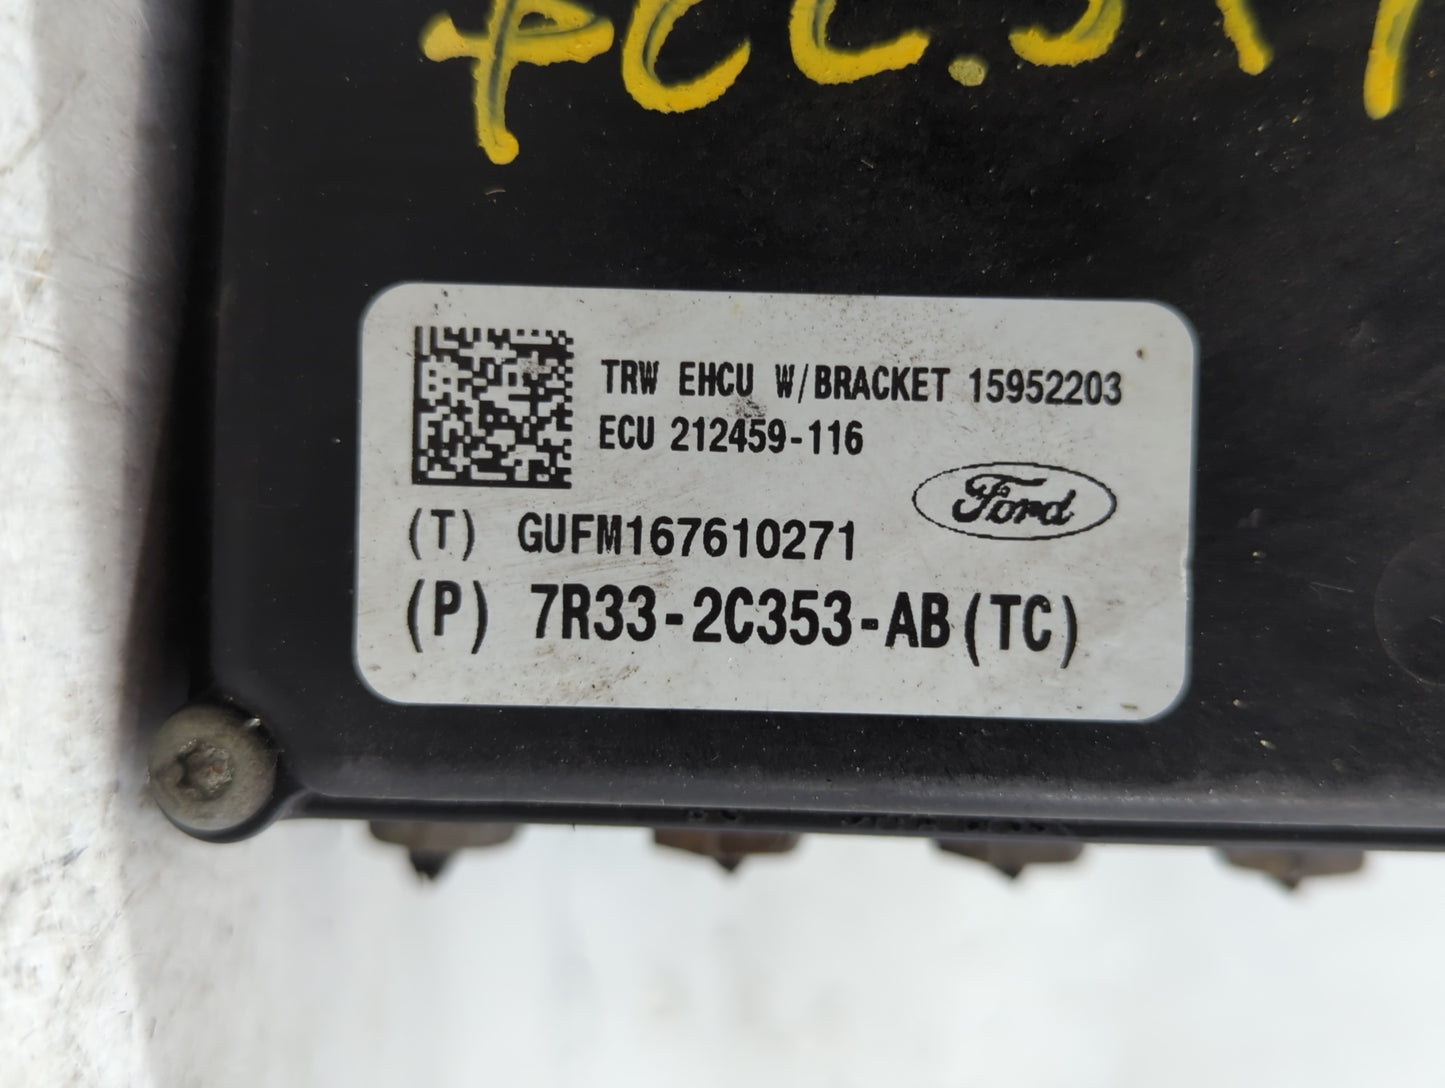 TRW EHCU W/BRACKET 15952203
ECU 212459-116
Ford
(T) GUFM167610271
(P) 7R33-2C353-AB(TC)